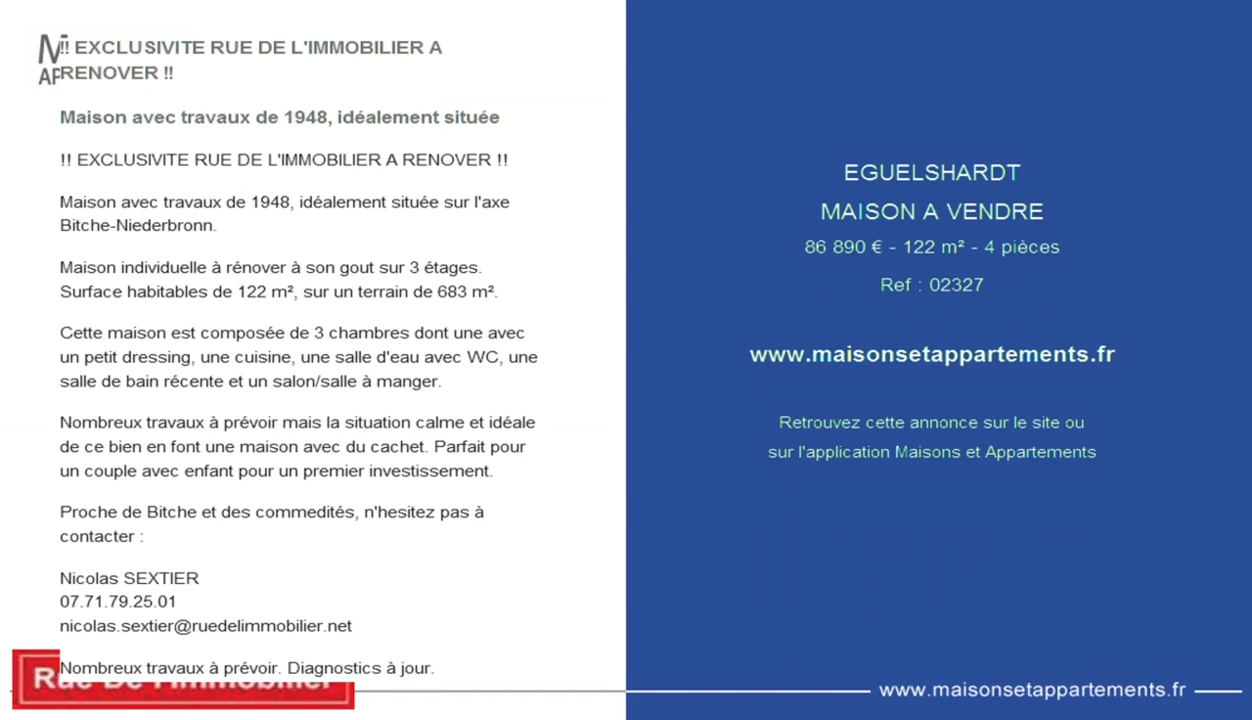 !! EXCLUSIVITE RUE DE L'IMMOBILIER A
RENOVER !!
Maison avec travaux de 1948, idéalement située
!! EXCLUSIVITE RUE DE L'IMMOBILIER A RENOVER !!
Maison avec travaux de 1948, idéalement située sur l'axe
Bitche-Niederbronn.
Maison individuelle à rénover à son gout sur 3 étages.
Surface habitables de 122 m², sur un terrain de 683 m².
Cette maison est composée de 3 chambres dont une avec
un petit dressing, une cuisine, une salle d'eau avec WC, une
salle de bain récente et un salon/salle à manger.
Nombreux travaux à prévoir mais la situation calme et idéale
de ce bien en font une maison avec du cachet. Parfait pour
un couple avec enfant pour un premier investissement.
Proche de Bitche et des commedités, n'hesitez pas à
contacter :
Nicolas SEXTIER
07.71.79.25.01
nicolas.sextier@ruedelimmobilier.net
Nombreux travaux à prévoir. Diagnostics à jour.
Rue De l'Immobilier
EGUELSHARDT
MAISON A VENDRE
86 890 € - 122 m² - 4 pièces
Ref : 02327
www.maisonsetappartements.fr
Retrouvez cette annonce sur le site ou
sur l'application Maisons et Appartements
www.maisonsetappartements.fr